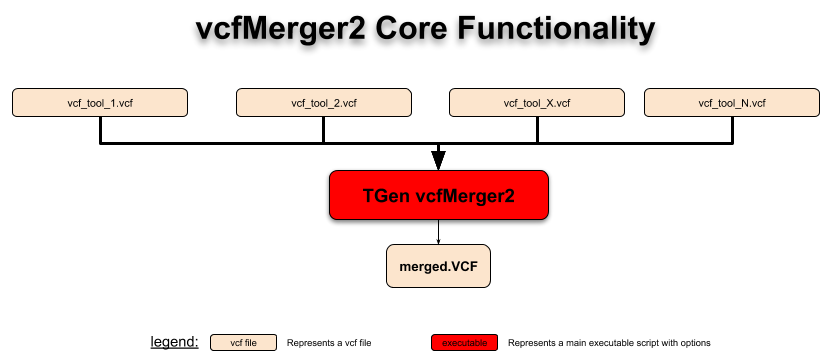 vcfMerger2 Core Functionality
vcf_tool_1.vcf
vcf_tool_2.vcf
vcf_tool_X.vcf
vcf_tool_N.vcf
TGen vcfMerger2
merged.VCF
legend:
vcf file
Represents a vcf file
executable
Represents a main executable script with options